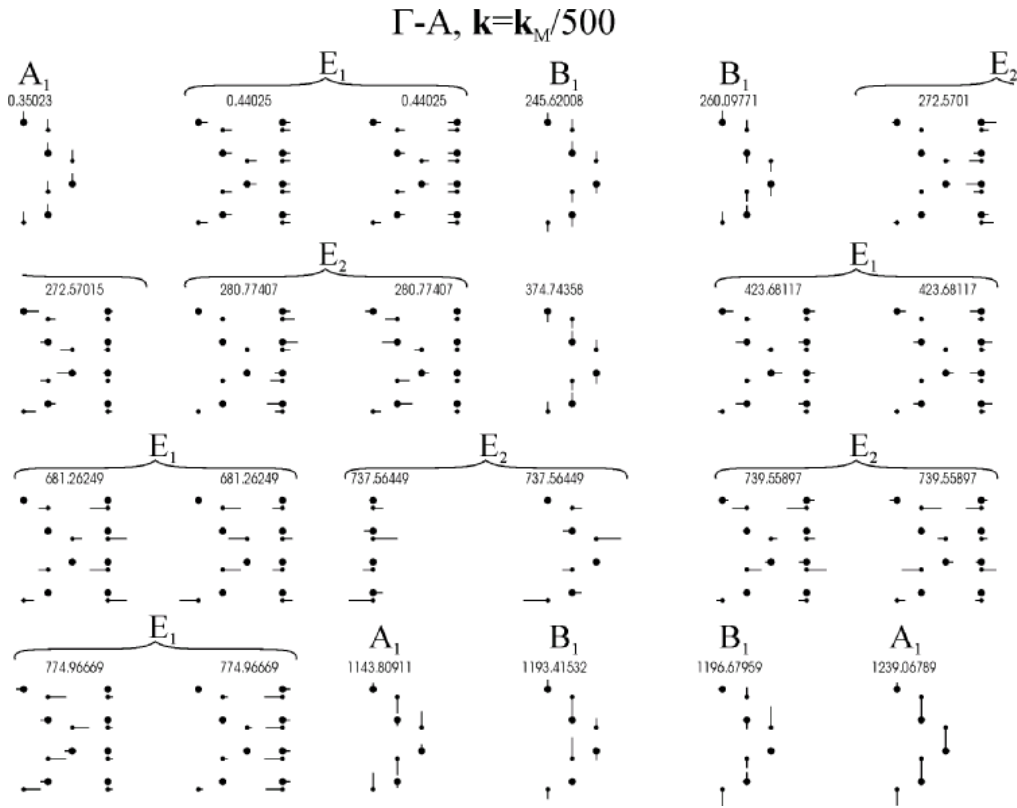 Γ-A, k=kM/500
A1 E1 B1 B1 E2
0.35023 0.44025 0.44025 245.62008 260.09771 272.5701
E2 E1
272.57015 280.77407 280.77407 374.74358 423.68117 423.68117
E1 E2 E2
681.26249 681.26249 737.56449 737.56449 739.55897 739.55897
E1 A1 B1 B1 A1
774.96669 774.96669 1143.80911 1193.41532 1196.67959 1239.06789